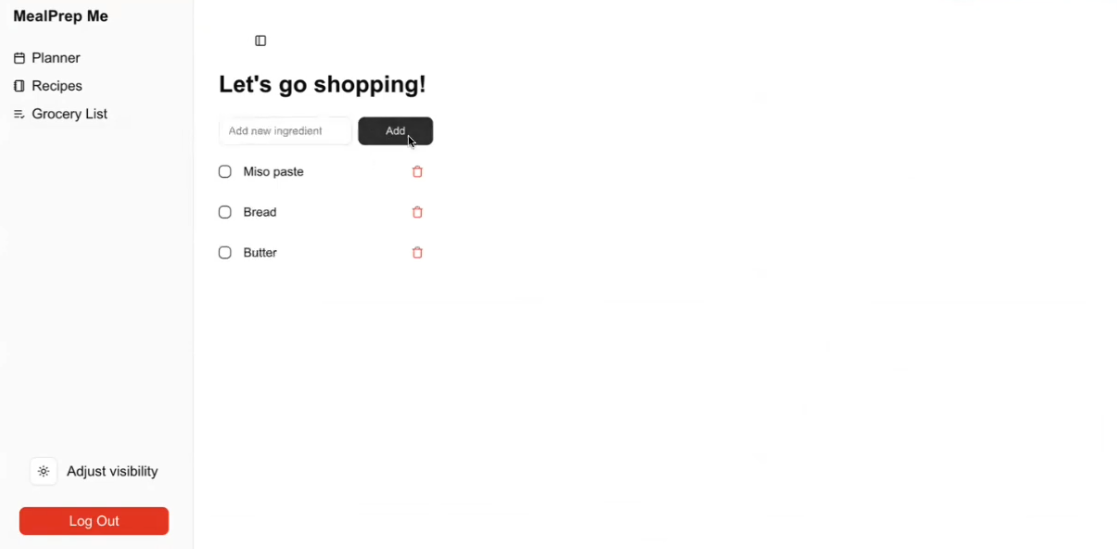 MealPrep Me
Planner
Recipes
Grocery List
Adjust visibility
Log Out
Let's go shopping!
Add new ingredient
Add
Miso paste
Bread
Butter